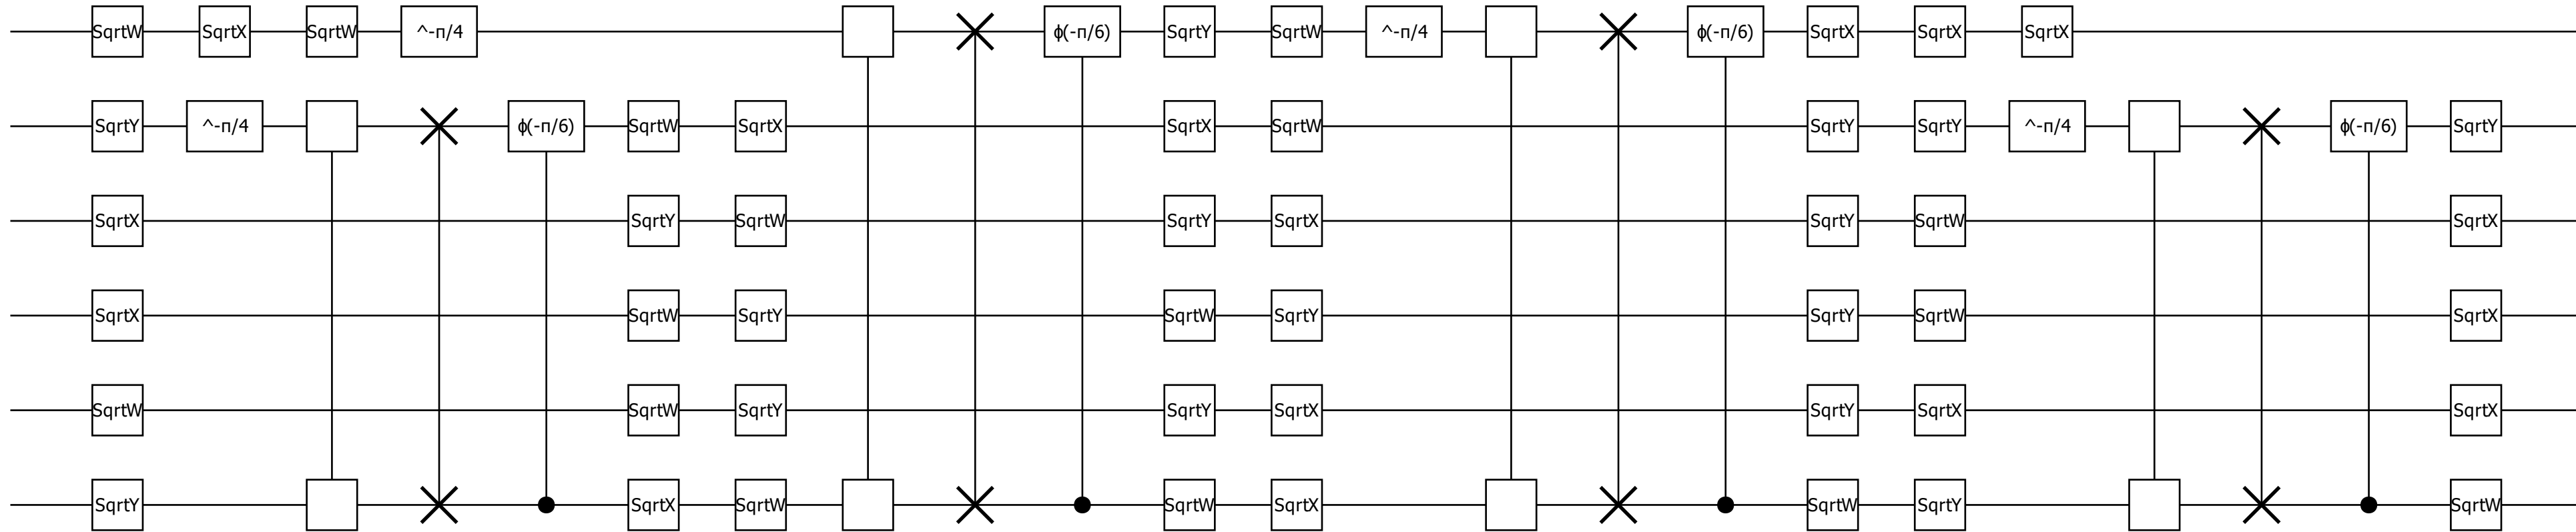 SqrtW SqrtX SqrtW ^-π/4 ϕ(-π/6) SqrtY SqrtW ^-π/4 ϕ(-π/6) SqrtX SqrtX SqrtX
SqrtY ^-π/4 ϕ(-π/6) SqrtW SqrtX SqrtX SqrtW SqrtY SqrtY ^-π/4 ϕ(-π/6) SqrtY
SqrtX SqrtY SqrtW SqrtY SqrtX SqrtY SqrtW SqrtX
SqrtX SqrtW SqrtY SqrtW SqrtY SqrtY SqrtW SqrtX
SqrtW SqrtW SqrtY SqrtY SqrtX SqrtY SqrtX SqrtX
SqrtY SqrtX SqrtW SqrtW SqrtX SqrtW SqrtY SqrtW